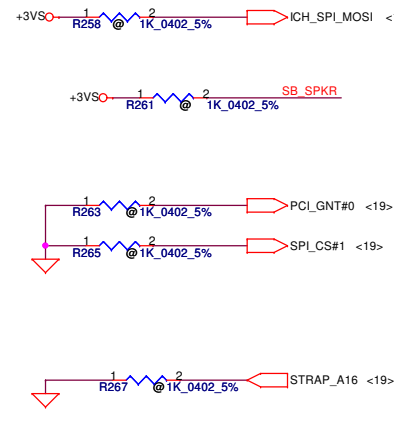 +3VS 1 2 ICH_SPI_MOSI <
R258 @ 1K_0402_5%
SB_SPKR
+3VS 1 2
R261 @ 1K_0402_5%
1 2 PCI_GNT#0 <19>
R263 @ 1K_0402_5%
1 2 SPI_CS#1 <19>
R265 @ 1K_0402_5%
1 2 STRAP_A16 <19>
R267 @ 1K_0402_5%